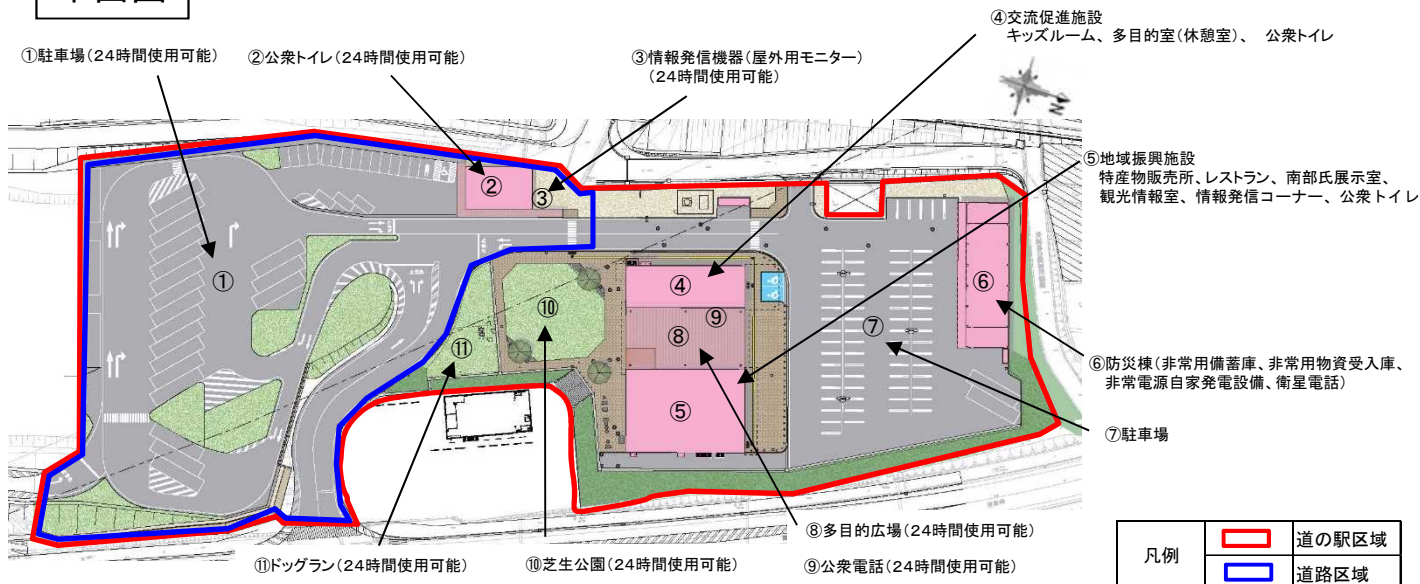 ④交流促進施設
キッズルーム、多目的室(休憩室)、 公衆トイレ
①駐車場(24時間使用可能)
②公衆トイレ(24時間使用可能)
③情報発信機器(屋外用モニター)
(24時間使用可能)
N
⑤地域振興施設
特産物販売所、レストラン、南部氏展示室、
観光情報室、情報発信コーナー、公衆トイレ
②
③
①
④
⑥
⑨
⑩
⑧
⑦
⑪
⑤
⑥防災棟(非常用備蓄庫、非常用物資受入庫、
非常電源自家発電設備、衛星電話)
⑦駐車場
⑧多目的広場(24時間使用可能)
⑪ドッグラン(24時間使用可能)
⑩芝生公園(24時間使用可能)
⑨公衆電話(24時間使用可能)
凡例
道の駅区域
道路区域